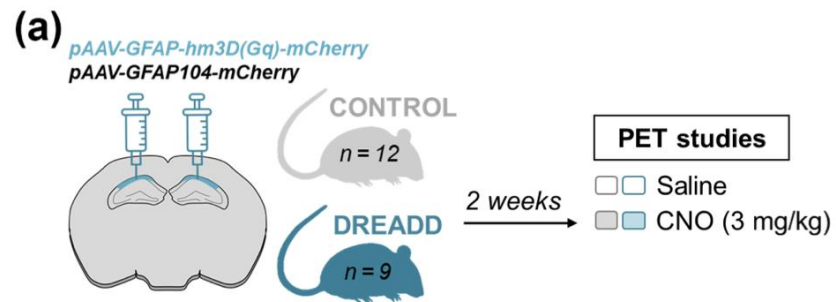 (a)
pAAV-GFAP-hm3D(Gq)-mCherry
pAAV-GFAP104-mCherry
CONTROL
n = 12
DREADD
n = 9
2 weeks
PET studies
Saline
CNO (3 mg/kg)